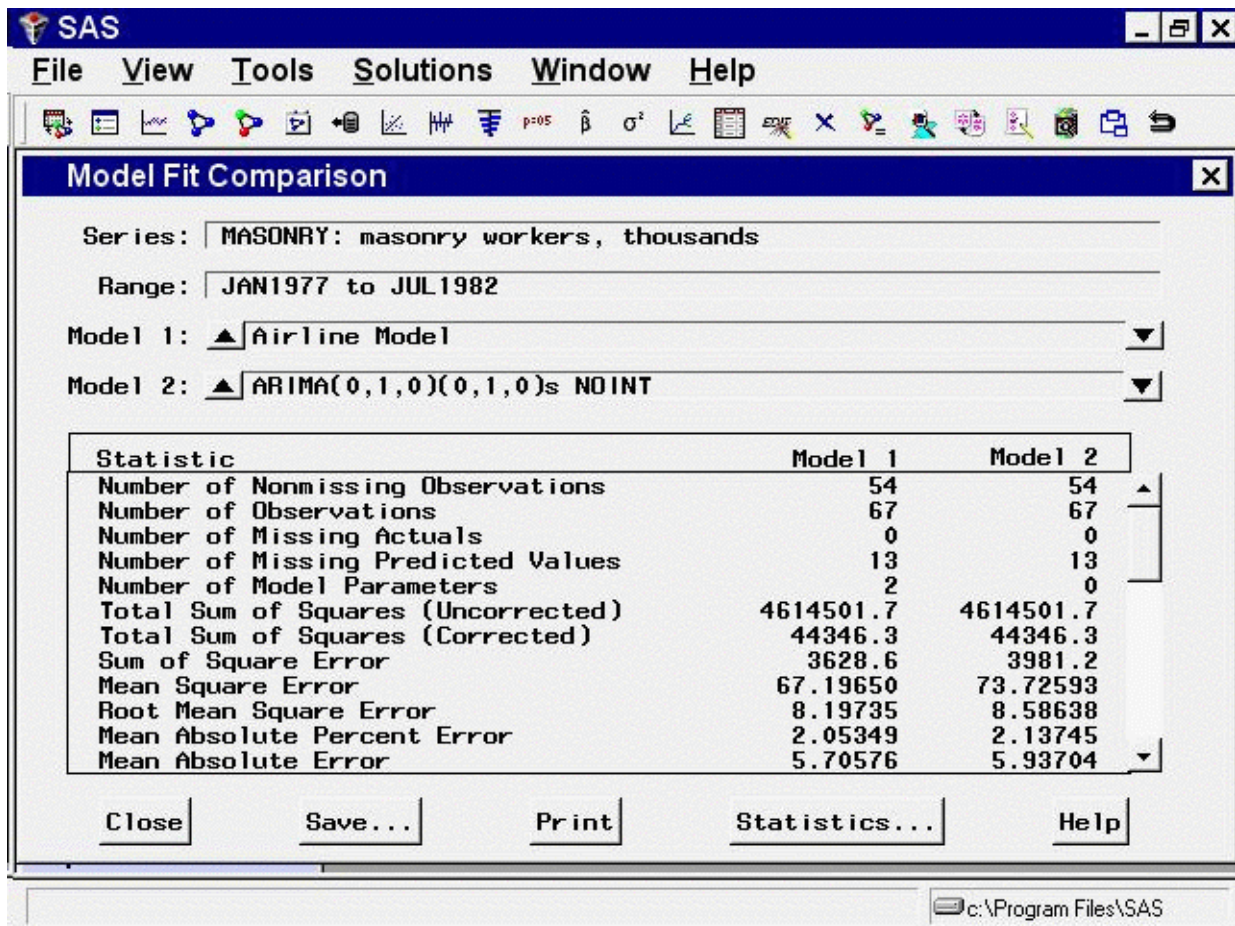 SAS
File View Tools Solutions Window Help
P=05 β̂ σ²
Model Fit Comparison
Series: MASONRY: masonry workers, thousands
Range: JAN1977 to JUL1982
Model 1: Airline Model
Model 2: ARIMA(0,1,0)(0,1,0)s NOINT
Statistic Model 1 Model 2
Number of Nonmissing Observations 54 54
Number of Observations 67 67
Number of Missing Actuals 0 0
Number of Missing Predicted Values 13 13
Number of Model Parameters 2 0
Total Sum of Squares (Uncorrected) 4614501.7 4614501.7
Total Sum of Squares (Corrected) 44346.3 44346.3
Sum of Square Error 3628.6 3981.2
Mean Square Error 67.19650 73.72593
Root Mean Square Error 8.19735 8.58638
Mean Absolute Percent Error 2.05349 2.13745
Mean Absolute Error 5.70576 5.93704
Close Save... Print Statistics... Help
c:\Program Files\SAS